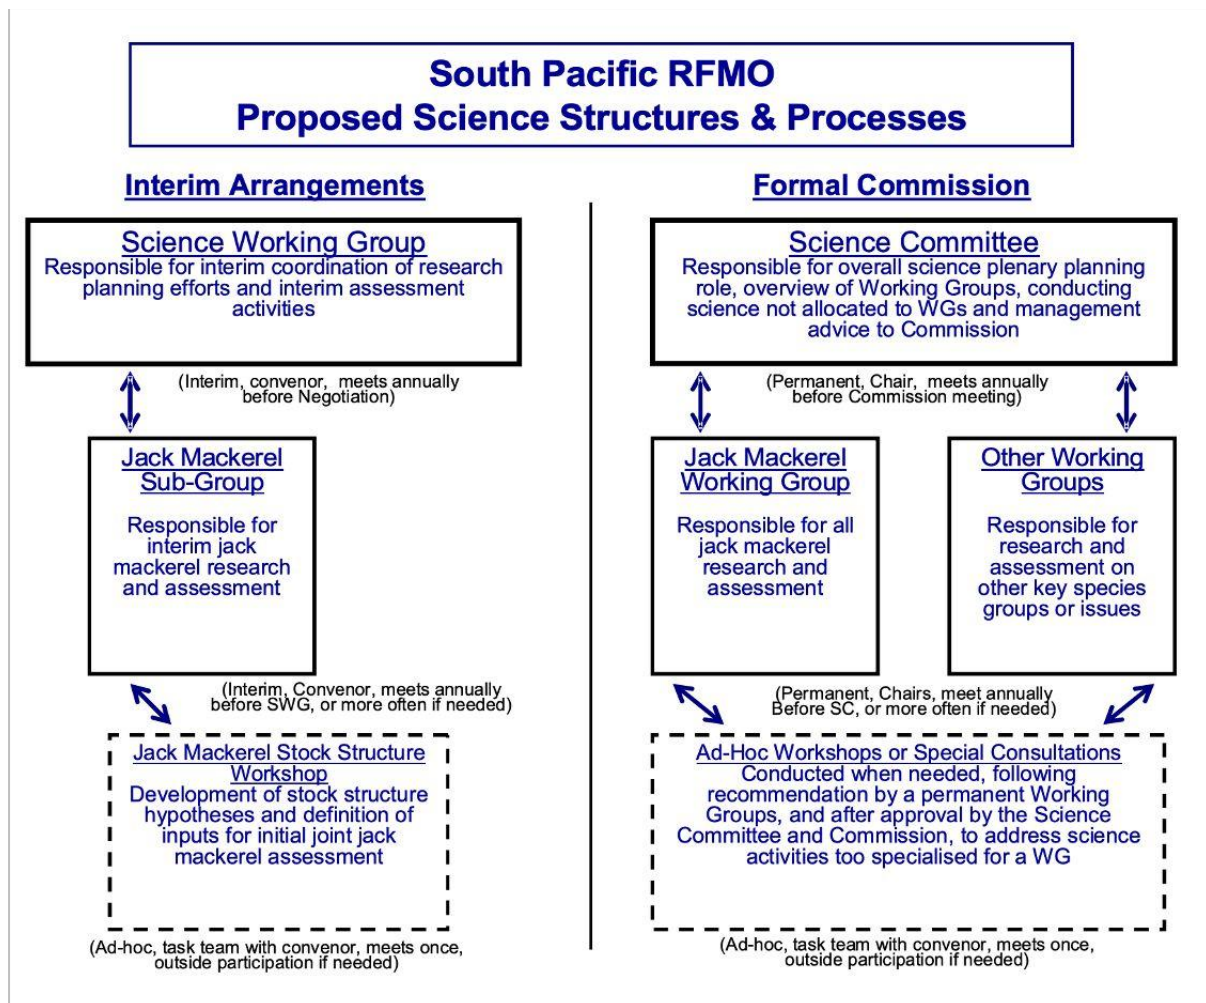 South Pacific RFMO
Proposed Science Structures & Processes
Interim Arrangements
Science Working Group
Responsible for interim coordination of research
planning efforts and interim assessment
activities
(Interim, convenor, meets annually
before Negotiation)
Jack Mackerel
Sub-Group
Responsible for
interim jack
mackerel research
and assessment
(Interim, Convenor, meets annually
before SWG, or more often if needed)
Jack Mackerel Stock Structure
Workshop
Development of stock structure
hypotheses and definition of
inputs for initial joint jack
mackerel assessment
(Ad-hoc, task team with convenor, meets once,
outside participation if needed)
Formal Commission
Science Committee
Responsible for overall science plenary planning
role, overview of Working Groups, conducting
science not allocated to WGs and management
advice to Commission
(Permanent, Chair, meets annually
before Commission meeting)
Jack Mackerel
Working Group
Responsible for all
jack mackerel
research and
assessment
Other Working
Groups
Responsible for
research and
assessment on
other key species
groups or issues
(Permanent, Chairs, meet annually
Before SC, or more often if needed)
Ad-Hoc Workshops or Special Consultations
Conducted when needed, following
recommendation by a permanent Working
Groups, and after approval by the Science
Committee and Commission, to address science
activities too specialised for a WG
(Ad-hoc, task team with convenor, meets once,
outside participation if needed)